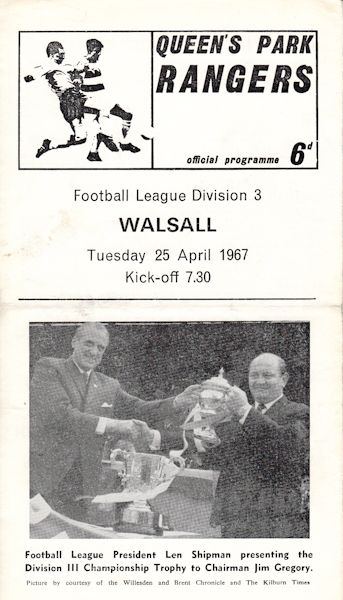 QUEEN'S PARK
RANGERS
official programme 6d
Football League Division 3
WALSALL
Tuesday 25 April 1967
Kick-off 7.30
Football League President Len Shipman presenting the
Division III Championship Trophy to Chairman Jim Gregory.
Picture by courtesy of the Willesden and Brent Chronicle and The Kilburn Times